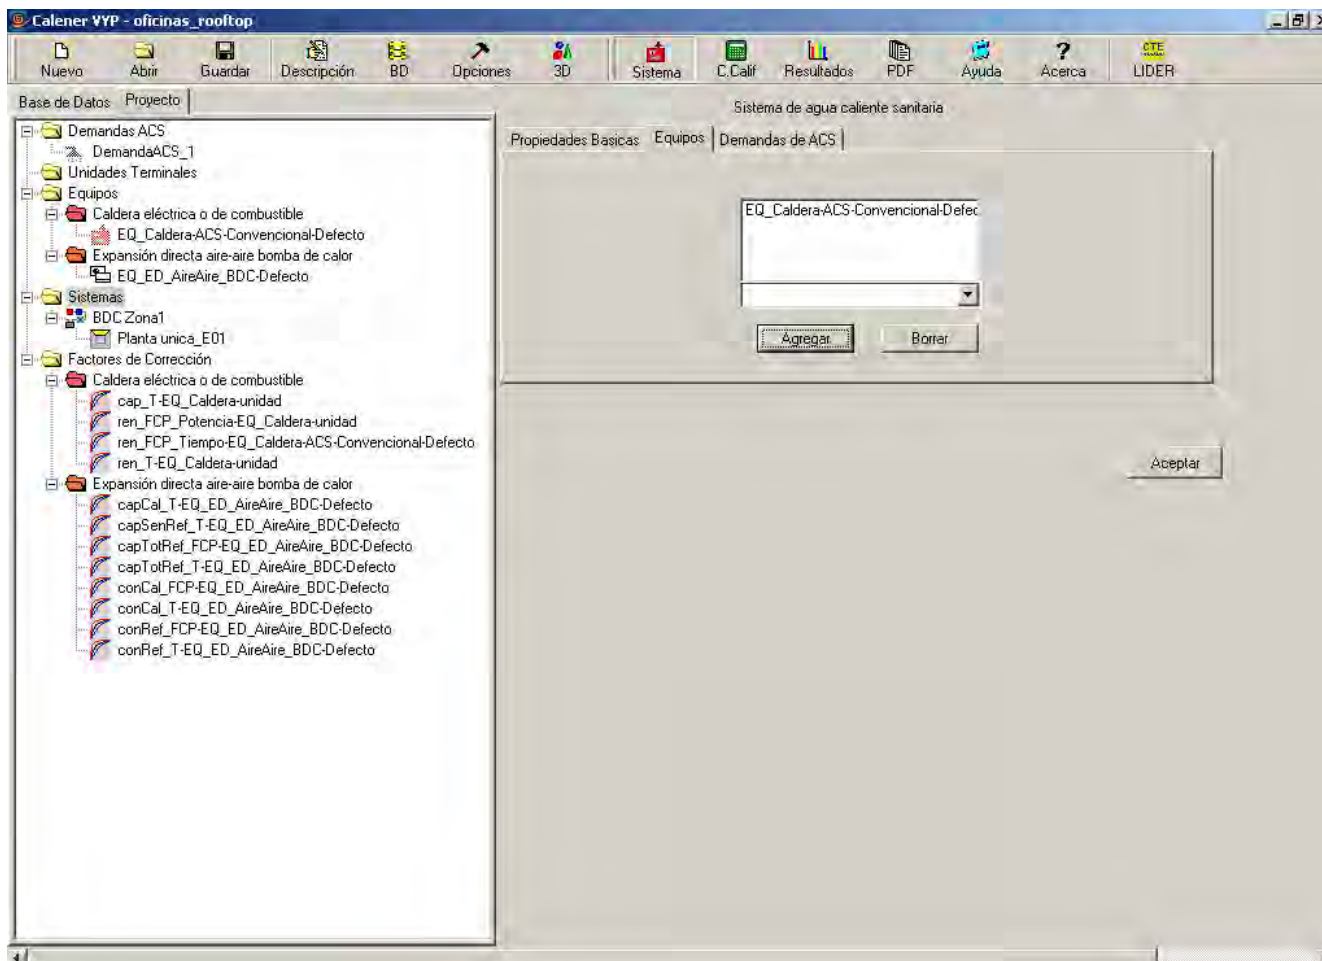 Calener VYP - oficinas_rooftop
Nuevo Abrir Guardar Descripción BD Opciones 3D Sistema C.Calif Resultados PDF Ayuda Acerca CTE LIDER
Base de Datos Proyecto
Demandas ACS
DemandaACS_1
Unidades Terminales
Equipos
Caldera eléctrica o de combustible
EQ_Caldera-ACS-Convencional-Defecto
Expansión directa aire-aire bomba de calor
EQ_ED_AireAire_BDC-Defecto
Sistemas
BDC Zona1
Planta unica_E01
Factores de Corrección
Caldera eléctrica o de combustible
cap_T-EQ_Caldera-unidad
ren_FCP_Potencia-EQ_Caldera-unidad
ren_FCP_Tiempo-EQ_Caldera-ACS-Convencional-Defecto
ren_T-EQ_Caldera-unidad
Expansión directa aire-aire bomba de calor
capCal_T-EQ_ED_AireAire_BDC-Defecto
capSenRef_T-EQ_ED_AireAire_BDC-Defecto
capTotRef_FCP-EQ_ED_AireAire_BDC-Defecto
capTotRef_T-EQ_ED_AireAire_BDC-Defecto
conCal_FCP-EQ_ED_AireAire_BDC-Defecto
conCal_T-EQ_ED_AireAire_BDC-Defecto
conRef_FCP-EQ_ED_AireAire_BDC-Defecto
conRef_T-EQ_ED_AireAire_BDC-Defecto
Sistema de agua caliente sanitaria
Propiedades Basicas Equipos Demandas de ACS
EQ_Caldera-ACS-Convencional-Defec
Agregar Borrar
Aceptar